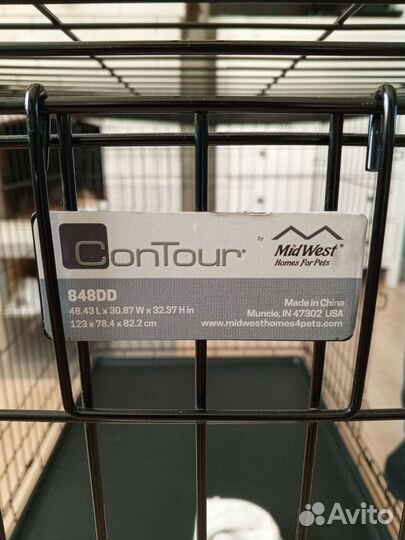 ConTour®
by
MidWest®
Homes For Pets
848DD
48.43 L x 30.87 W x 32.37 H in
123 x 78.4 x 82.2 cm
Made in China
Muncie, IN 47302 USA
www.midwesthomes4pets.com
Avito